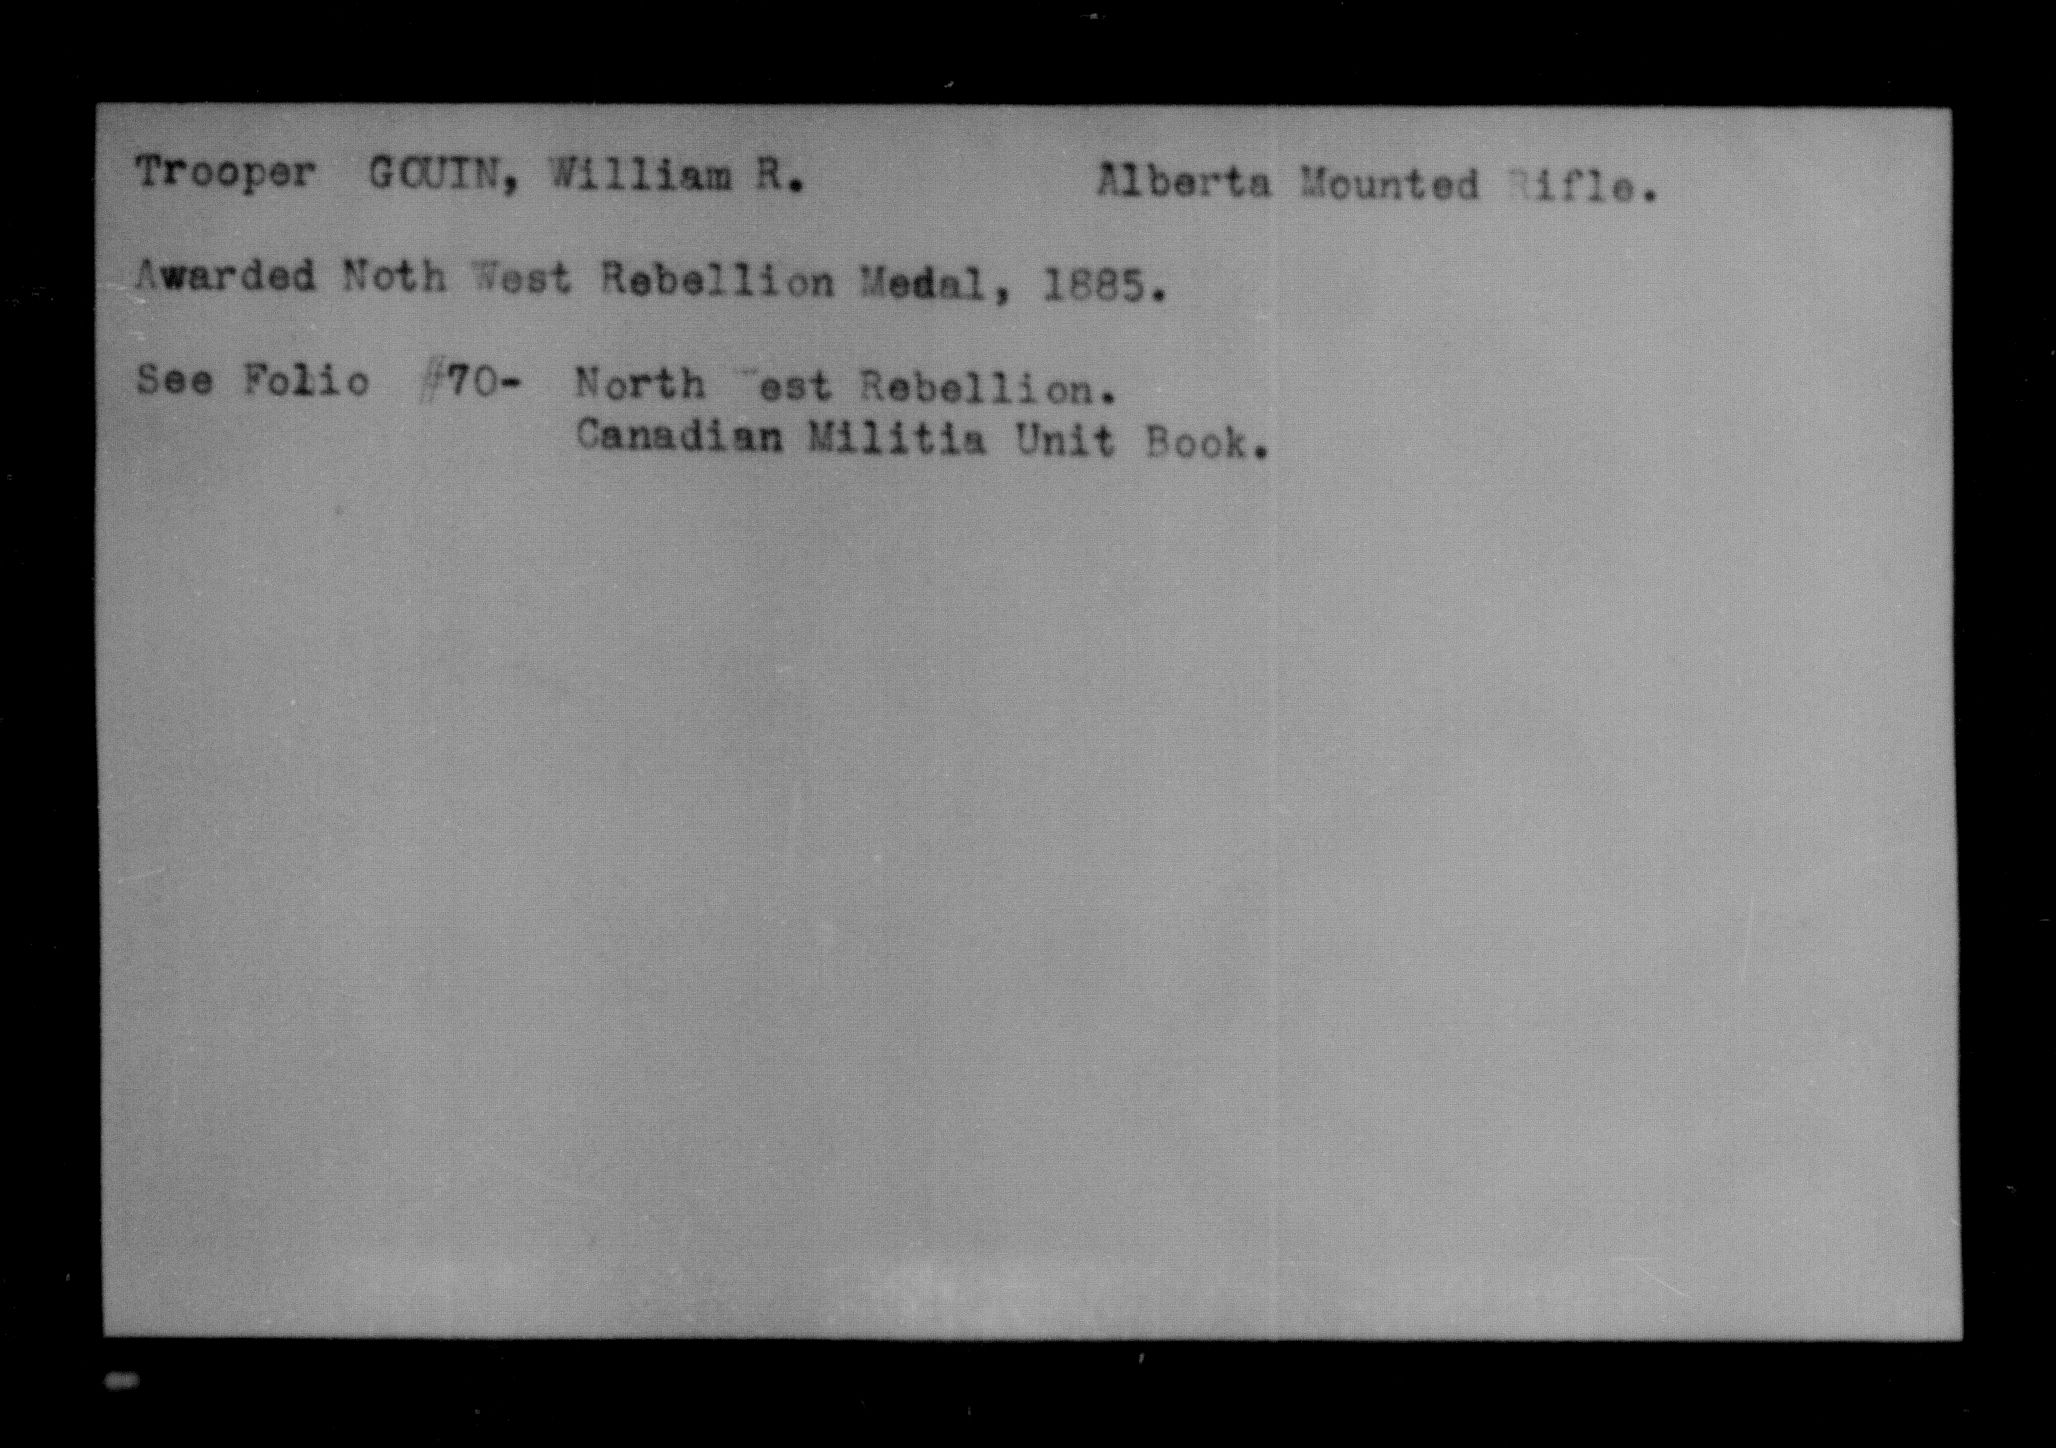 Trooper GOUIN, William R. Alberta Mounted Rifle.
Awarded Noth West Rebellion Medal, 1885.
See Folio #70- North West Rebellion.
Canadian Militia Unit Book.